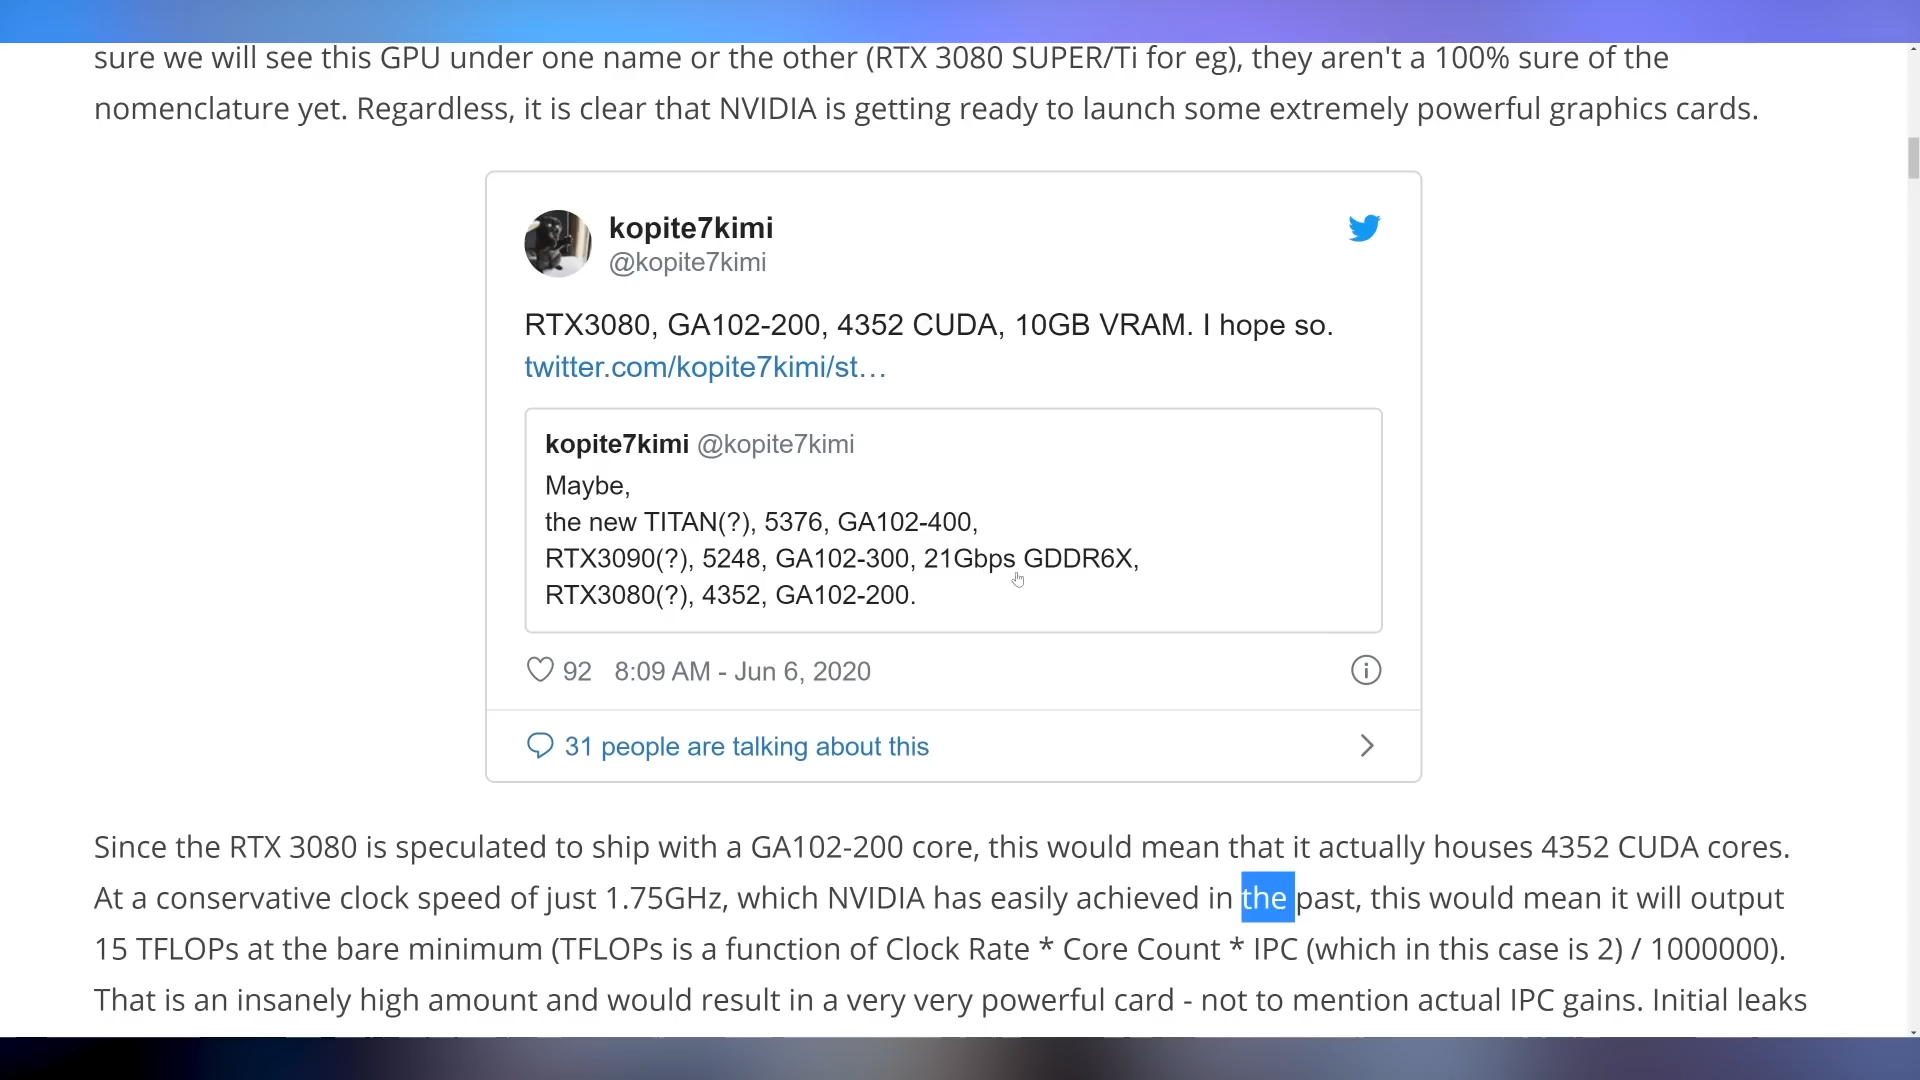 sure we will see this GPU under one name or the other (RTX 3080 SUPER/Ti for eg), they aren't a 100% sure of the
nomenclature yet. Regardless, it is clear that NVIDIA is getting ready to launch some extremely powerful graphics cards.
kopite7kimi
@kopite7kimi
RTX3080, GA102-200, 4352 CUDA, 10GB VRAM. I hope so.
twitter.com/kopite7kimi/st…
kopite7kimi @kopite7kimi
Maybe,
the new TITAN(?), 5376, GA102-400,
RTX3090(?), 5248, GA102-300, 21Gbps GDDR6X,
RTX3080(?), 4352, GA102-200.
92 8:09 AM - Jun 6, 2020
31 people are talking about this
Since the RTX 3080 is speculated to ship with a GA102-200 core, this would mean that it actually houses 4352 CUDA cores.
At a conservative clock speed of just 1.75GHz, which NVIDIA has easily achieved in the past, this would mean it will output
15 TFLOPs at the bare minimum (TFLOPs is a function of Clock Rate * Core Count * IPC (which in this case is 2) / 1000000).
That is an insanely high amount and would result in a very very powerful card - not to mention actual IPC gains. Initial leaks